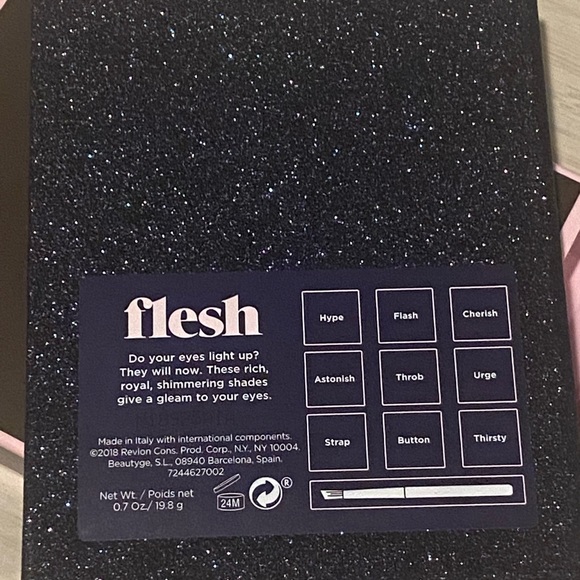 flesh
Do your eyes light up?
They will now. These rich,
royal, shimmering shades
give a gleam to your eyes.
Made in Italy with international components.
©2018 Revlon Cons. Prod. Corp., N.Y., NY 10004.
Beautyge, S.L., 08940 Barcelona, Spain.
7244627002
Net Wt. / Poids net
0.7 Oz./ 19.8 g
24M
®
Hype Flash Cherish
Astonish Throb Urge
Strap Button Thirsty